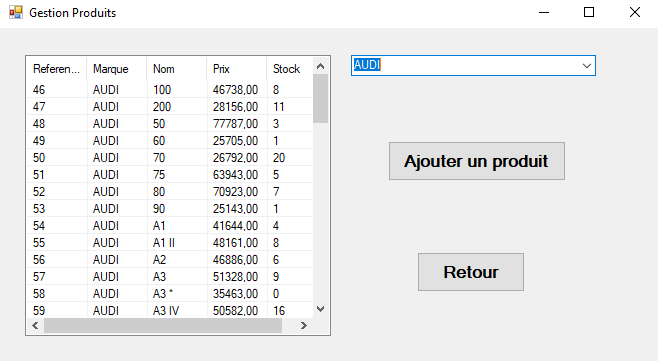 Gestion Produits
Referen... Marque Nom Prix Stock
46 AUDI 100 46738,00 8
47 AUDI 200 28156,00 11
48 AUDI 50 77787,00 3
49 AUDI 60 25705,00 1
50 AUDI 70 26792,00 20
51 AUDI 75 63943,00 5
52 AUDI 80 70923,00 7
53 AUDI 90 25143,00 1
54 AUDI A1 41644,00 4
55 AUDI A1 II 48161,00 8
56 AUDI A2 46886,00 6
57 AUDI A3 51328,00 9
58 AUDI A3 * 35463,00 0
59 AUDI A3 IV 50582,00 16
AUDI
Ajouter un produit
Retour